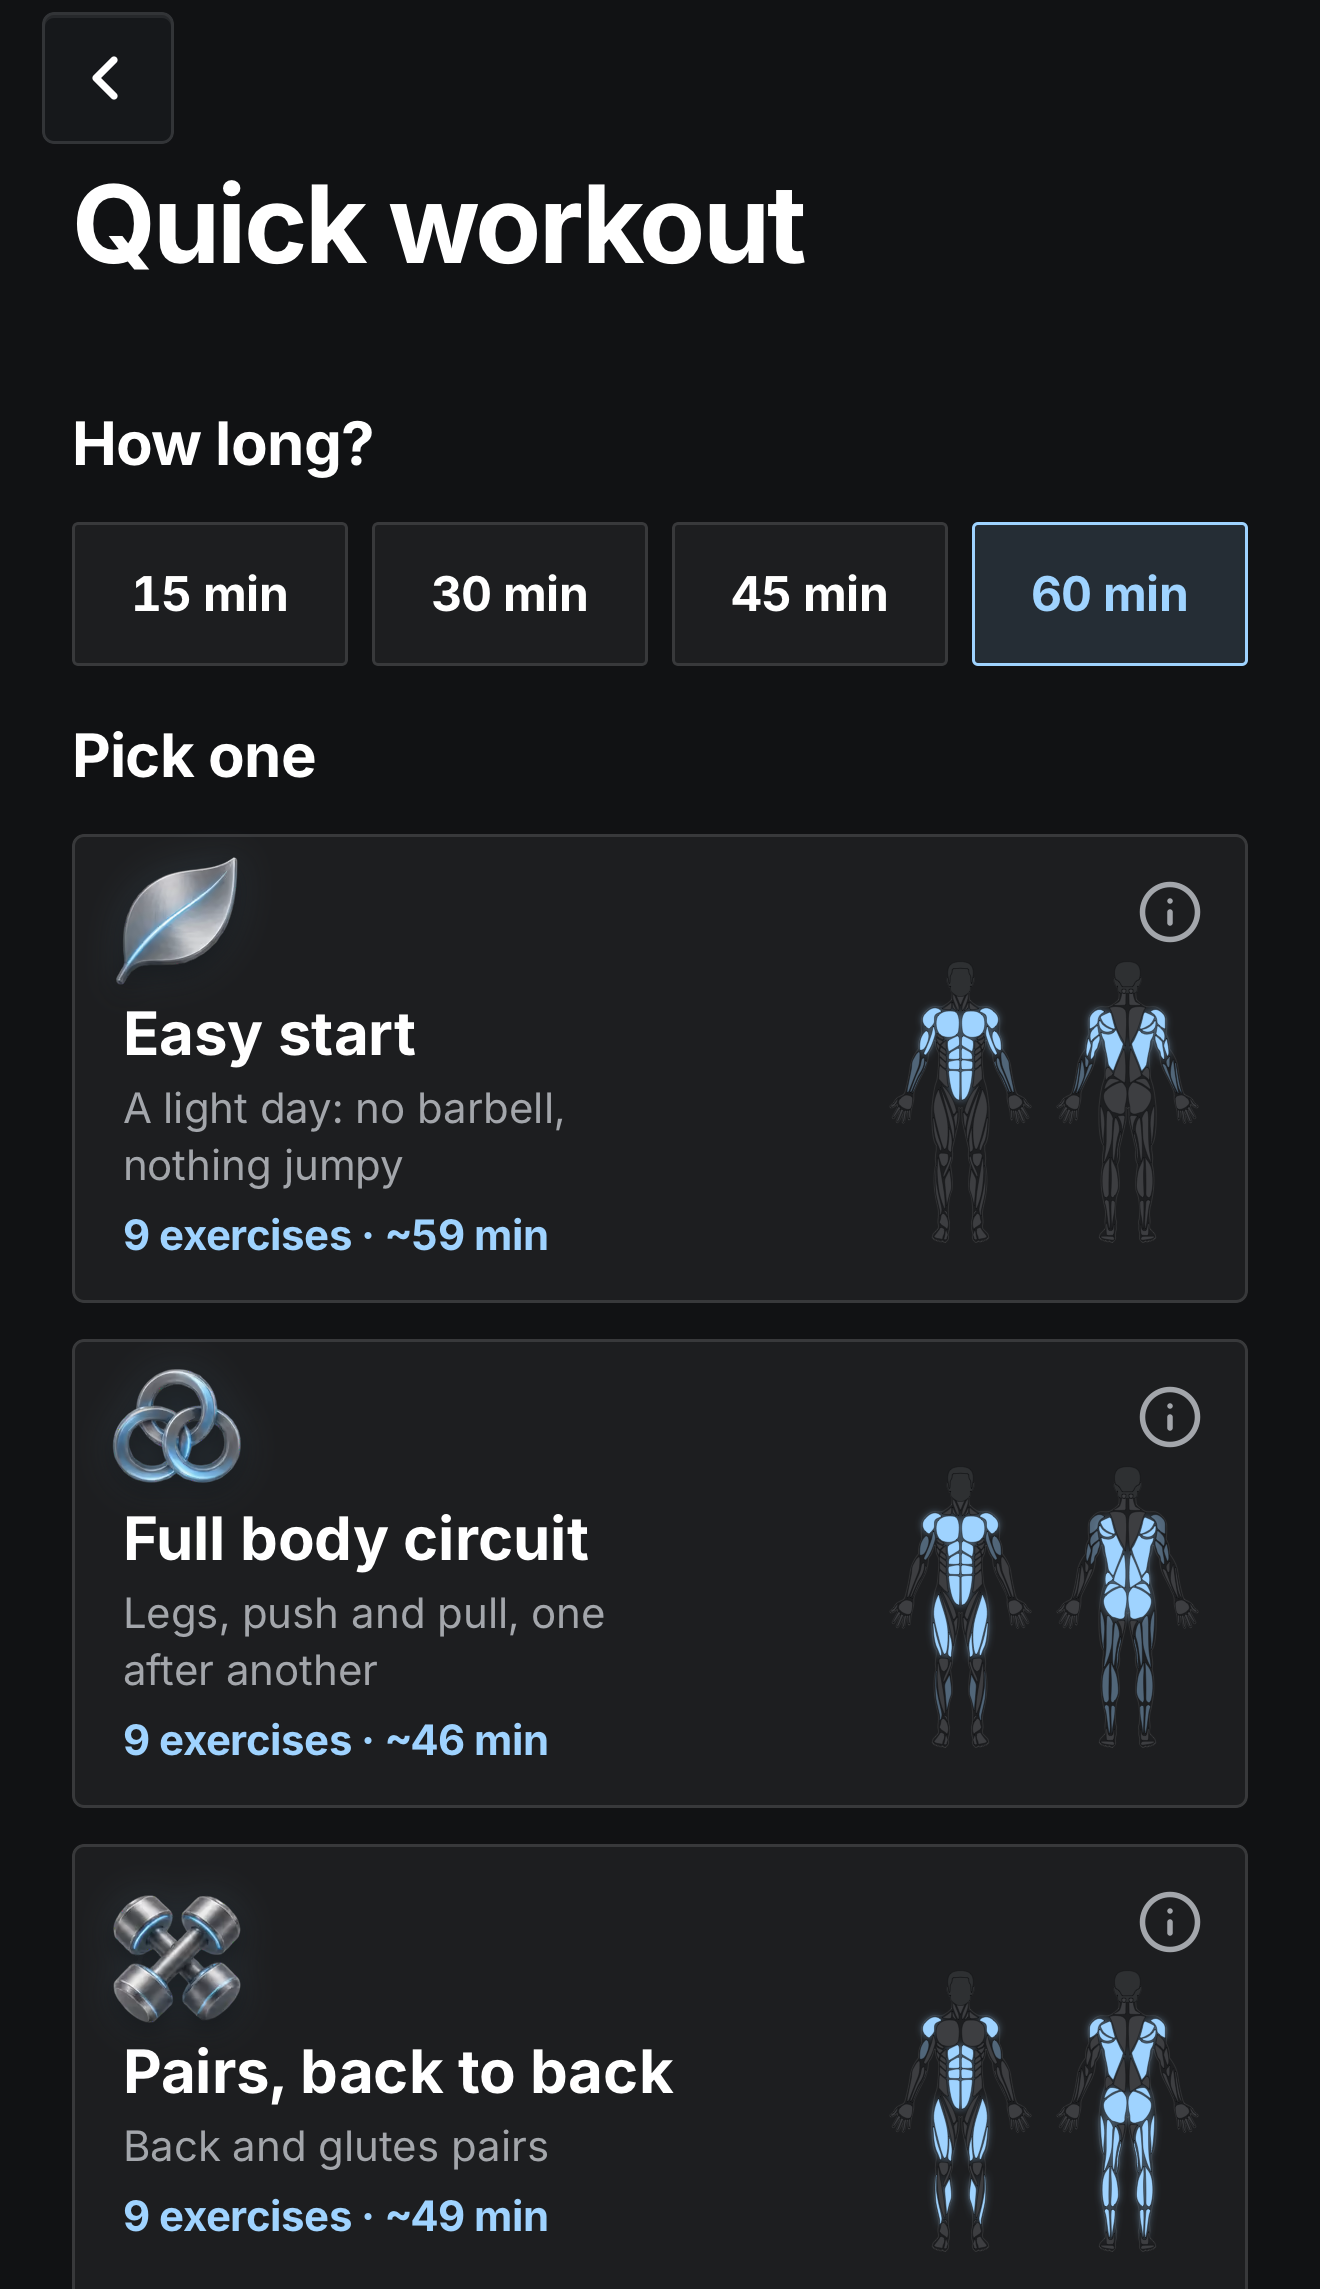 Quick workout
How long?
15 min
30 min
45 min
60 min
Pick one
Easy start
A light day: no barbell,
nothing jumpy
9 exercises · ~59 min
Full body circuit
Legs, push and pull, one
after another
9 exercises · ~46 min
Pairs, back to back
Back and glutes pairs
9 exercises · ~49 min